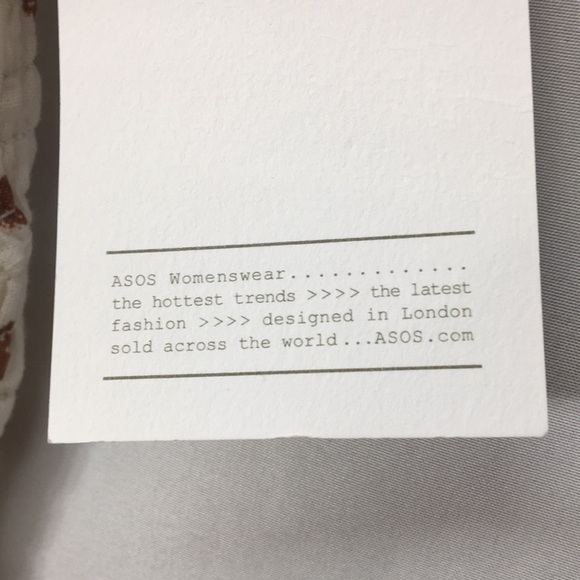 ASOS Womenswear..............
the hottest trends >>>> the latest
fashion >>>> designed in London
sold across the world...ASOS.com